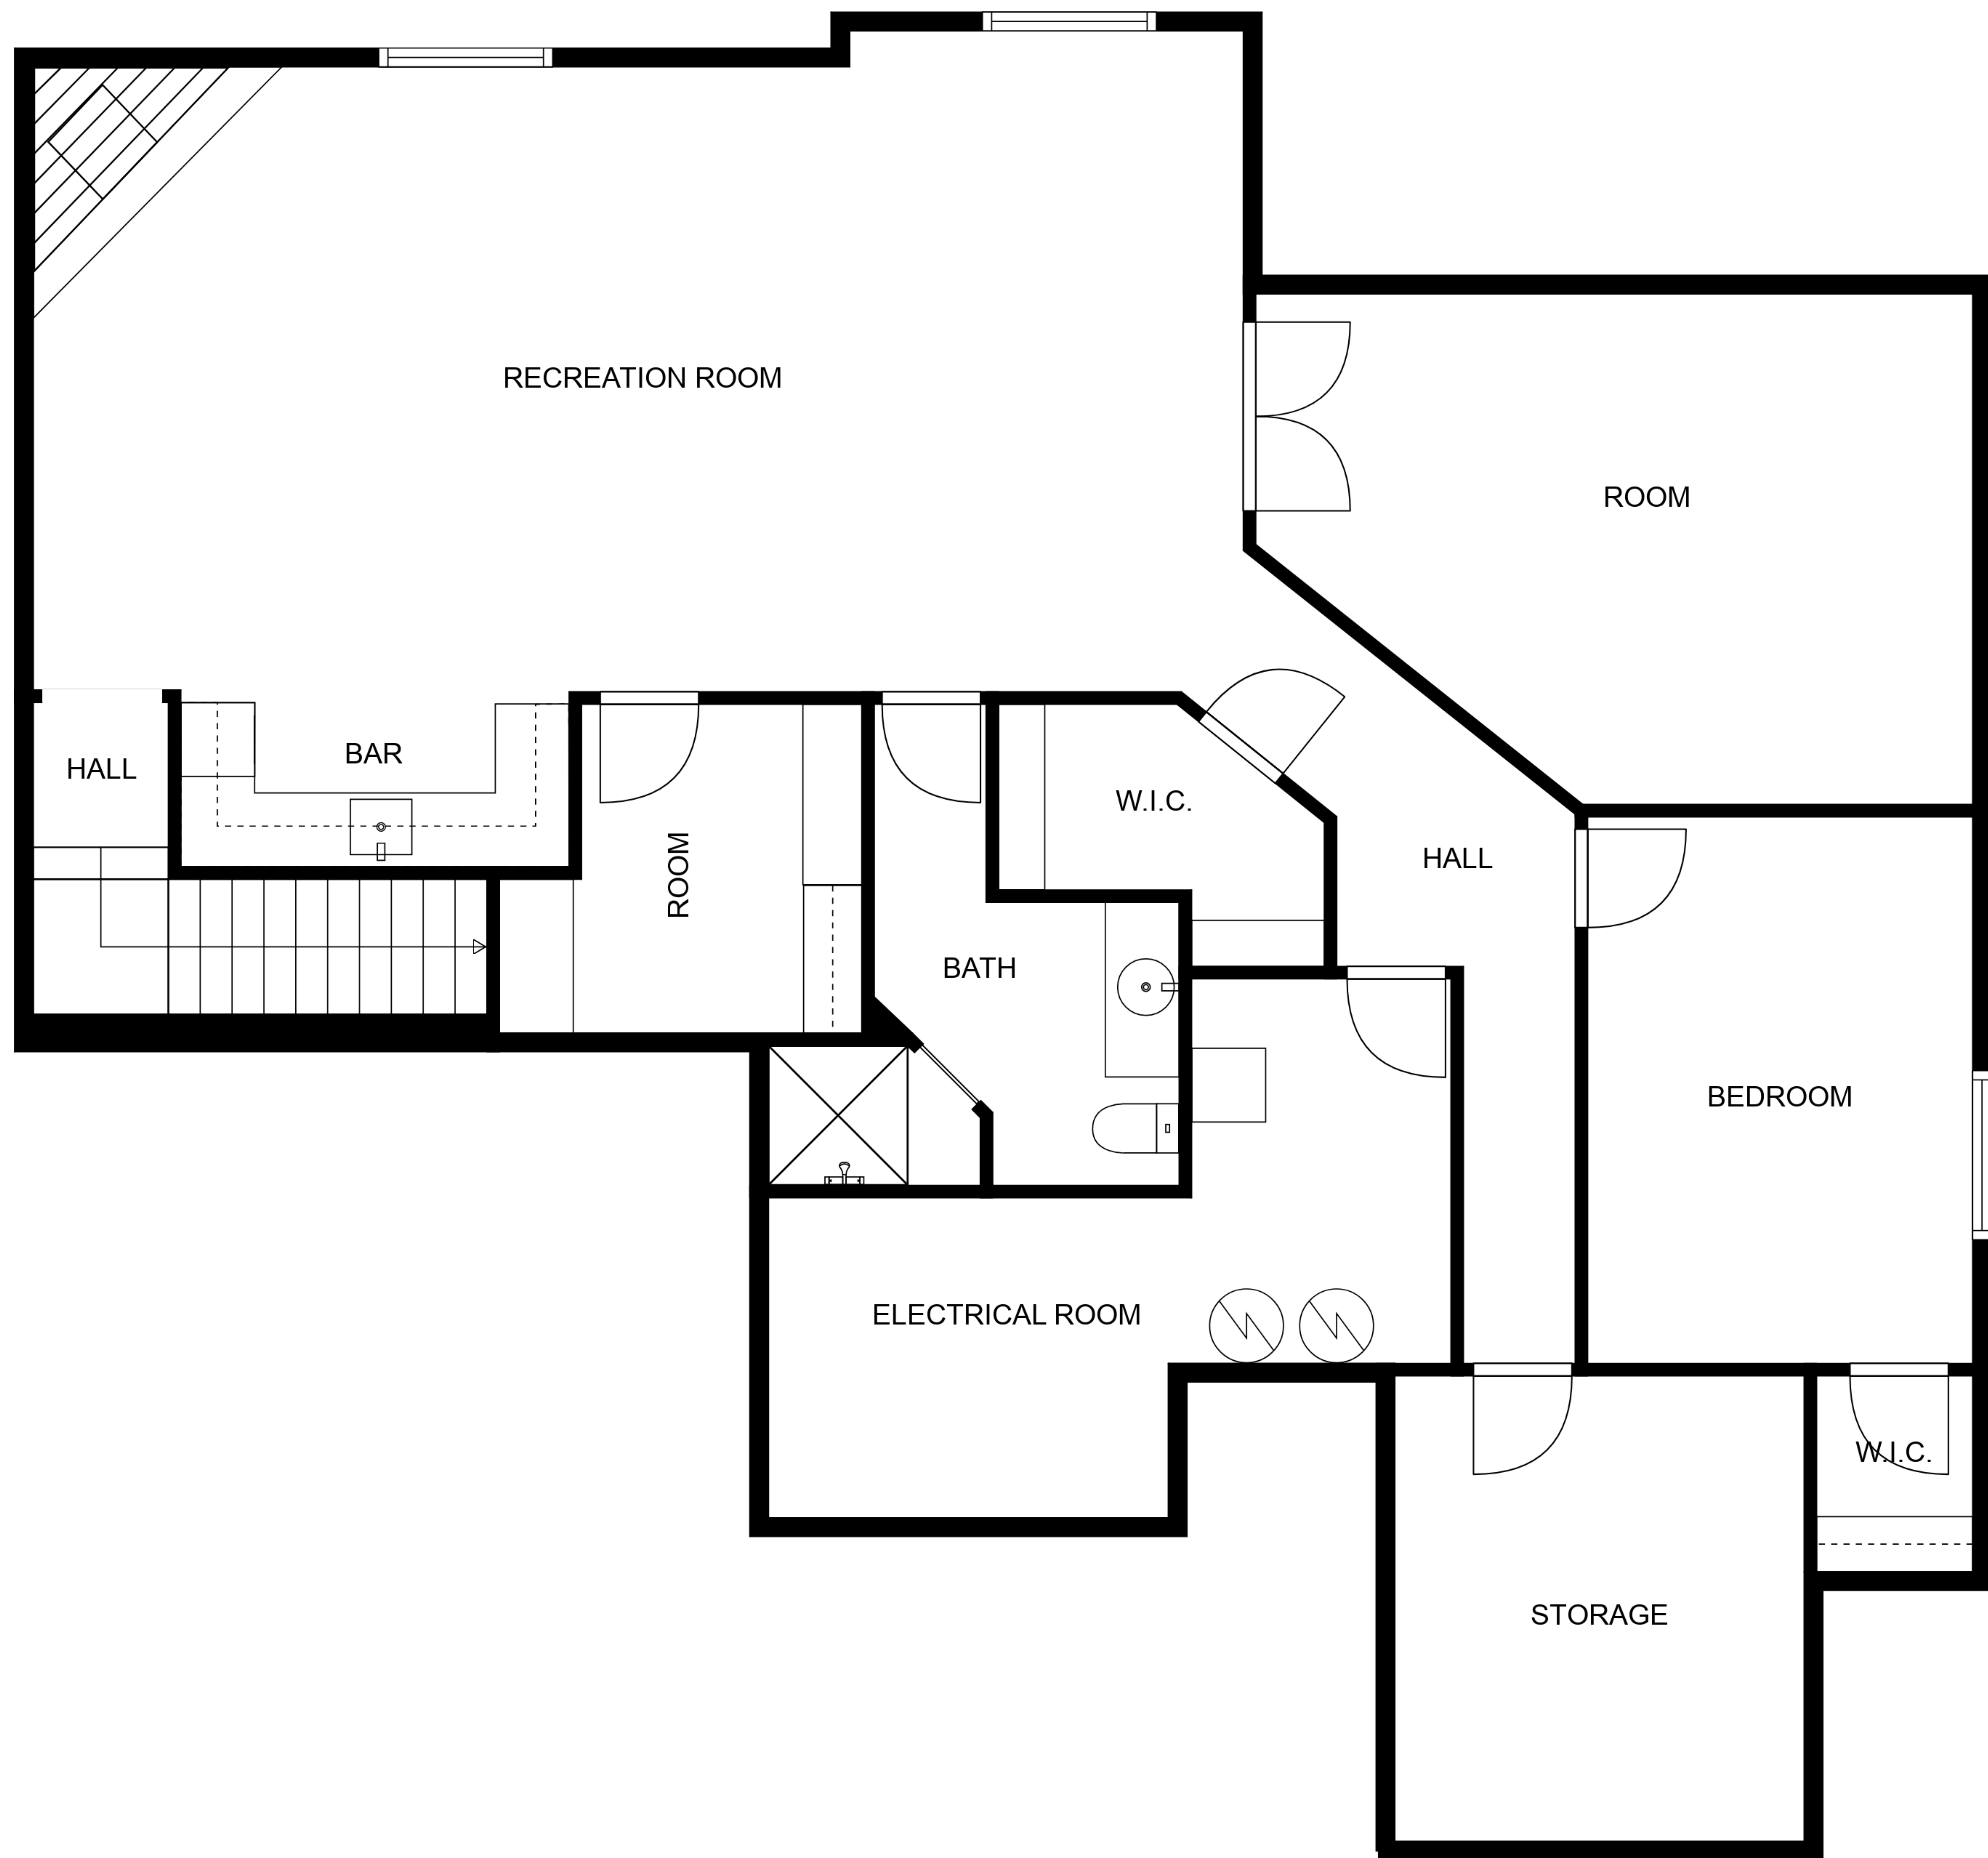 RECREATION ROOM
ROOM
BAR
HALL
W.I.C.
ROOM
HALL
BATH
BEDROOM
ELECTRICAL ROOM
W.I.C.
STORAGE